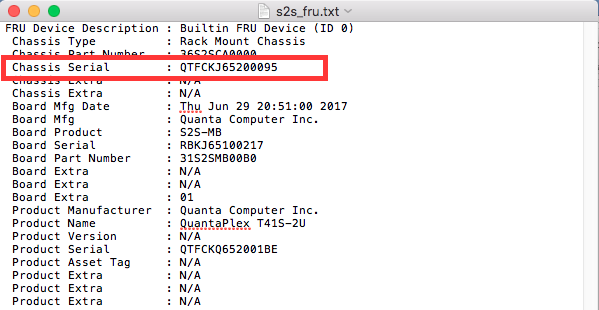 s2s_fru.txt
FRU Device Description : Builtin FRU Device (ID 0)
Chassis Type : Rack Mount Chassis
Chassis Part Number : 36S2SCA0000
Chassis Serial : QTFCKJ65200095
Chassis Extra : N/A
Chassis Extra : N/A
Board Mfg Date : Thu Jun 29 20:51:00 2017
Board Mfg : Quanta Computer Inc.
Board Product : S2S-MB
Board Serial : RBKJ65100217
Board Part Number : 31S2SMB00B0
Board Extra : N/A
Board Extra : N/A
Board Extra : 01
Product Manufacturer : Quanta Computer Inc.
Product Name : QuantaPlex T41S-2U
Product Version : N/A
Product Serial : QTFCKQ652001BE
Product Asset Tag : N/A
Product Extra : N/A
Product Extra : N/A
Product Extra : N/A